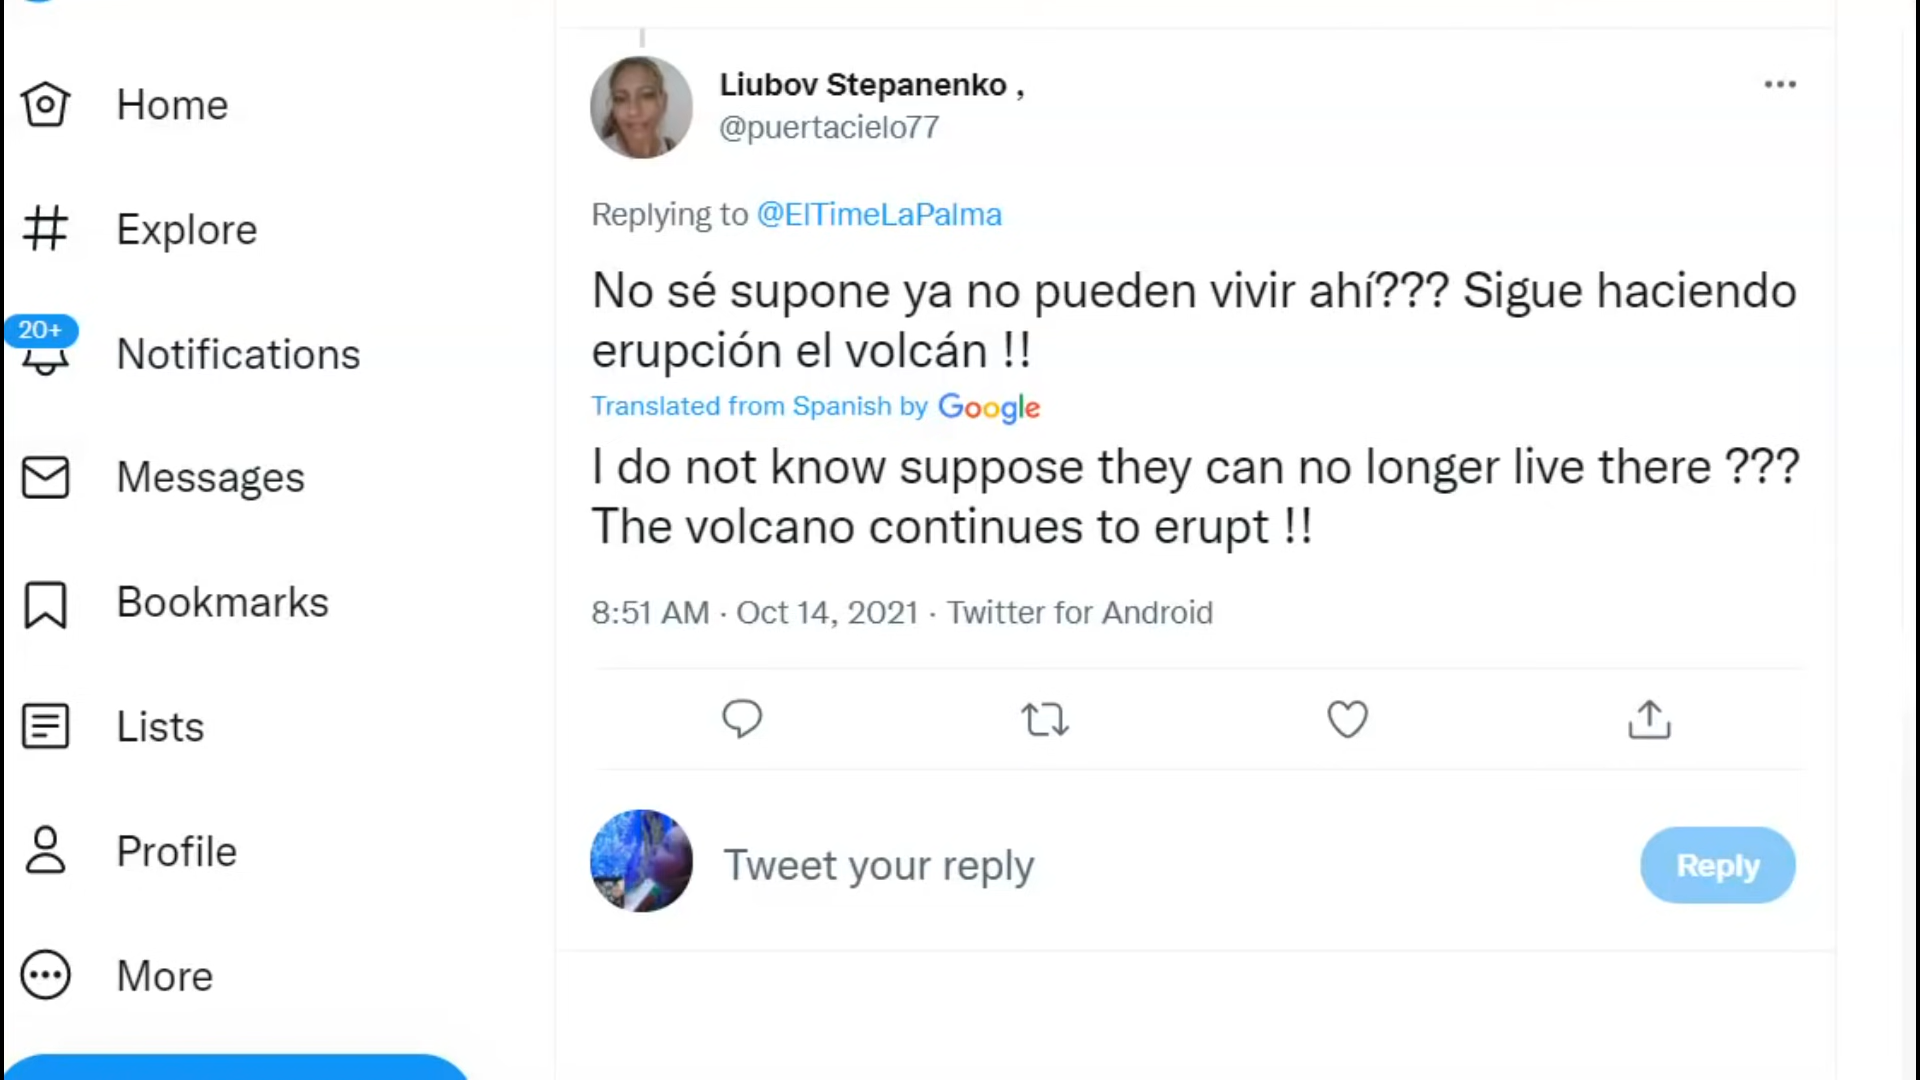 Home
Explore
20+
Notifications
Messages
Bookmarks
Lists
Profile
More
Liubov Stepanenko ,
@puertacielo77
Replying to @ElTimeLaPalma
No sé supone ya no pueden vivir ahí??? Sigue haciendo
erupción el volcán !!
Translated from Spanish by Google
I do not know suppose they can no longer live there ???
The volcano continues to erupt !!
8:51 AM · Oct 14, 2021 · Twitter for Android
Tweet your reply
Reply